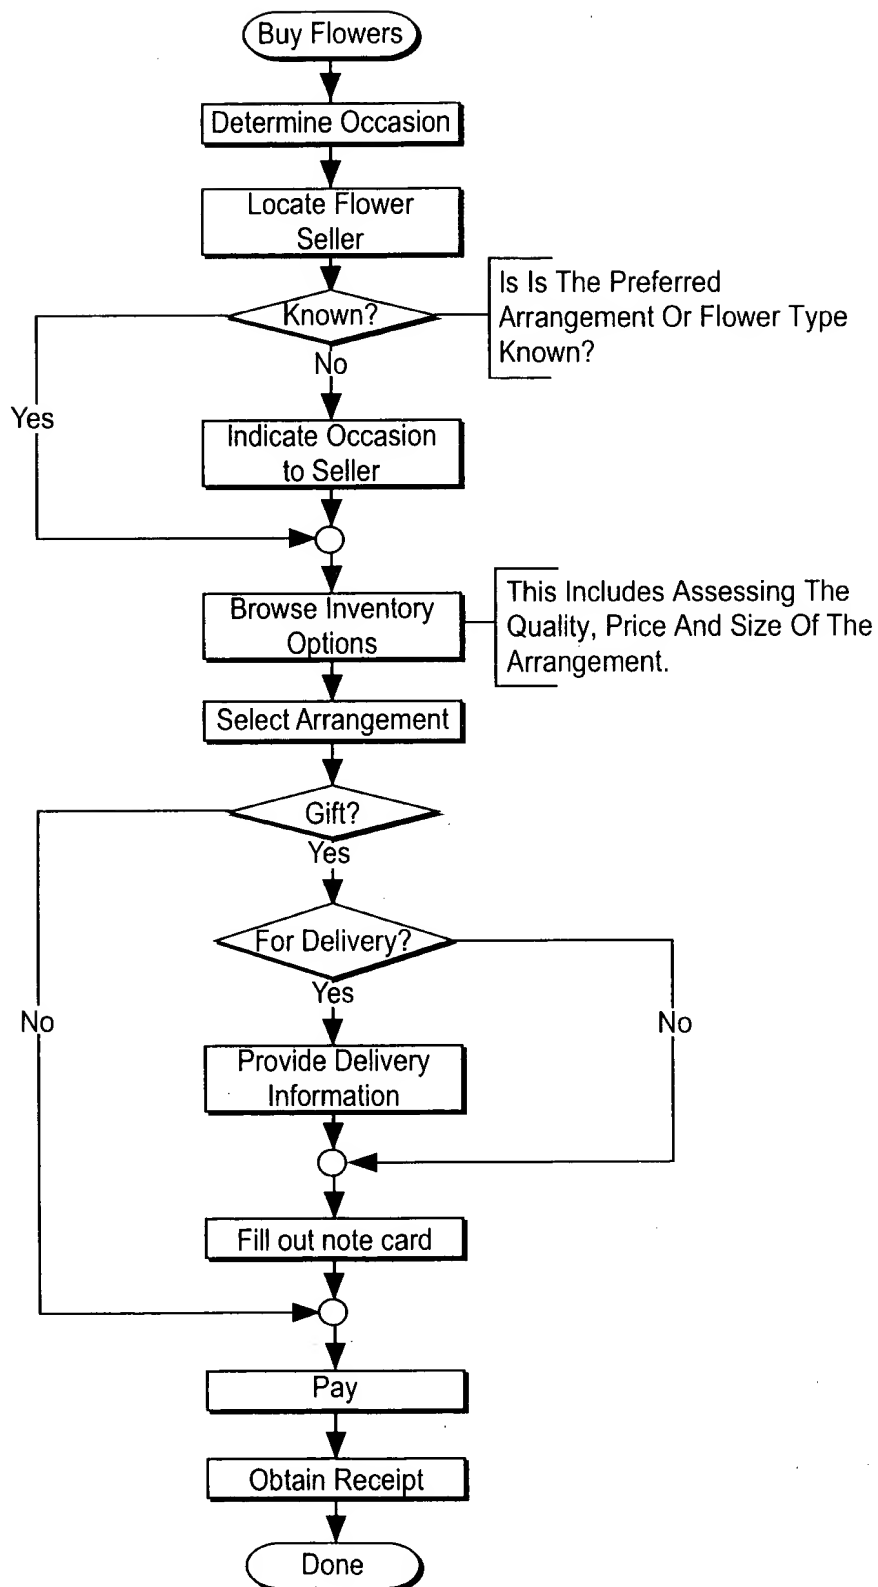 Buy Flowers
Determine Occasion
Locate Flower
Seller
Known?
Is Is The Preferred
Arrangement Or Flower Type
Known?
No
Yes
Indicate Occasion
to Seller
Browse Inventory
Options
This Includes Assessing The
Quality, Price And Size Of The
Arrangement.
Select Arrangement
Gift?
Yes
For Delivery?
Yes
No
No
Provide Delivery
Information
Fill out note card
Pay
Obtain Receipt
Done